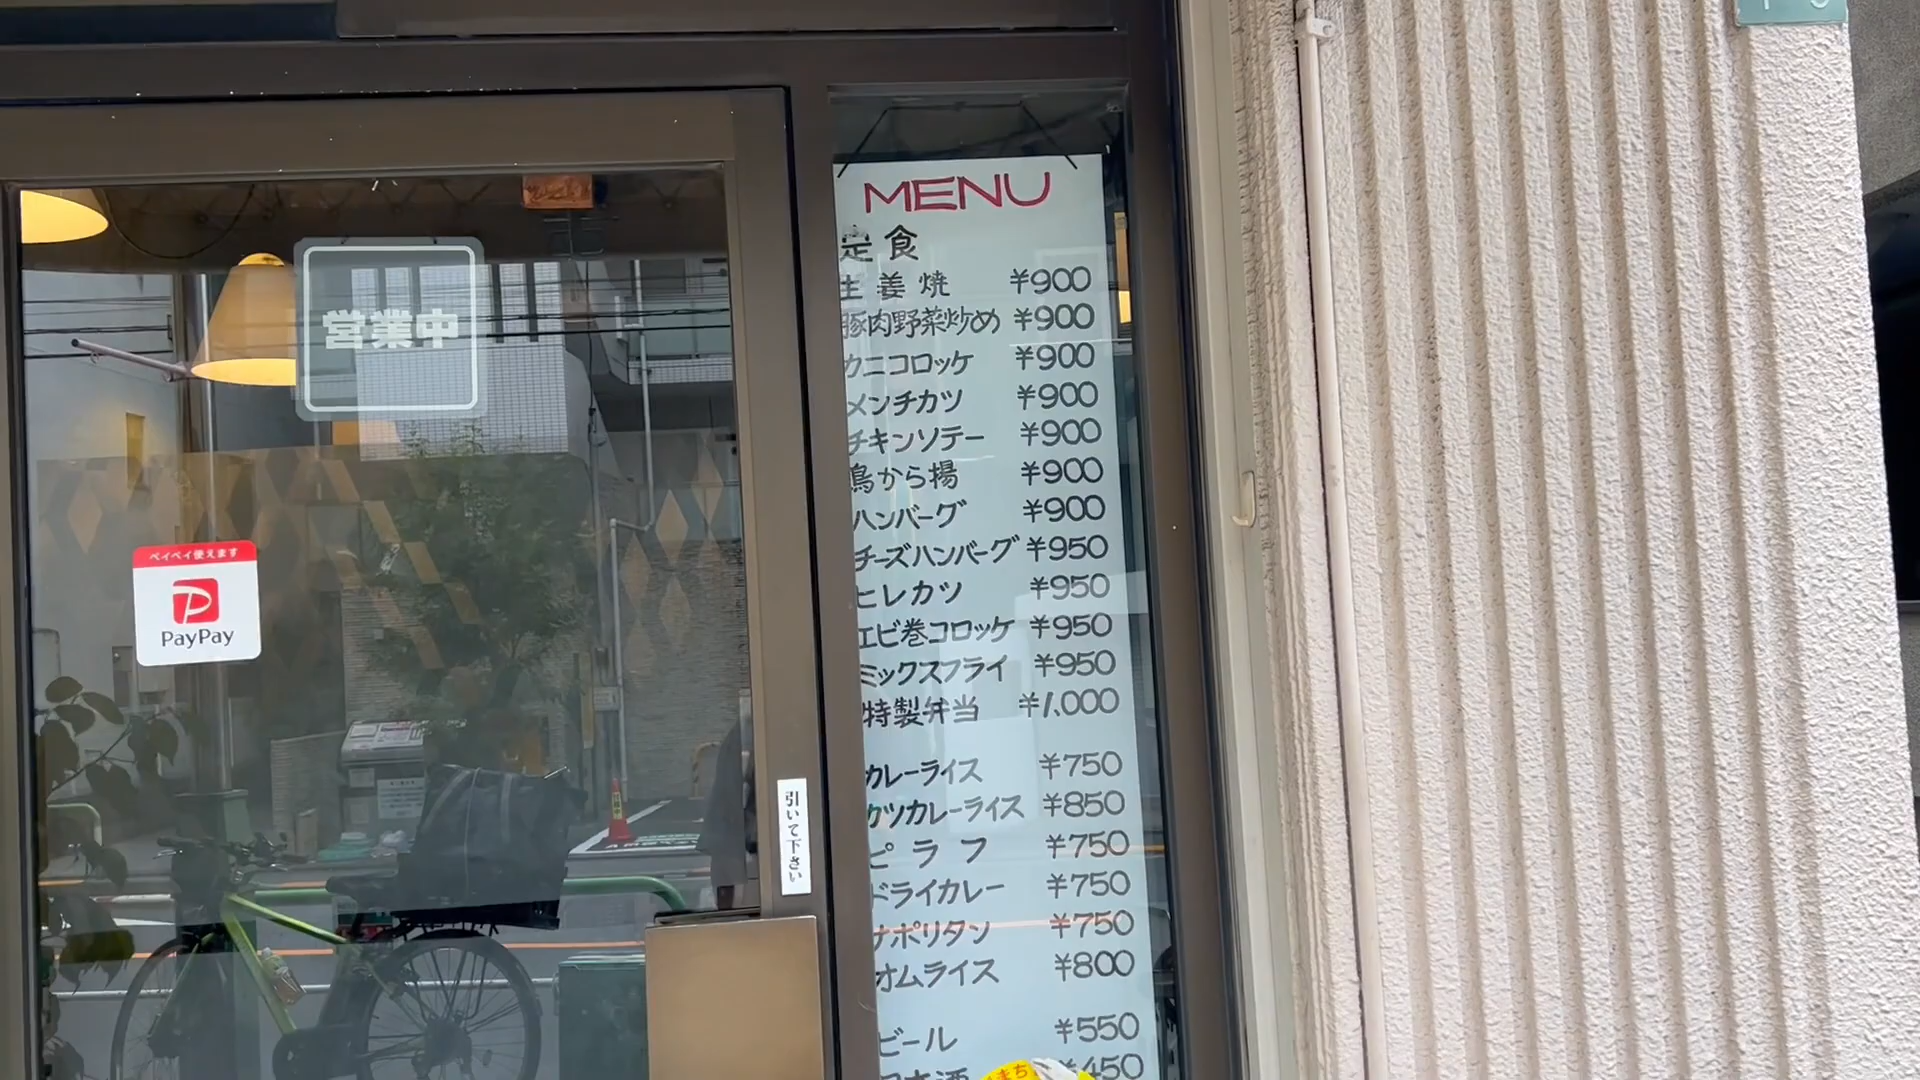 MENU
定食
生姜焼 ¥900
豚肉野菜炒め ¥900
カニコロッケ ¥900
メンチカツ ¥900
チキンソテー ¥900
鳥から揚 ¥900
ハンバーグ ¥900
チーズハンバーグ ¥950
ヒレカツ ¥950
エビ巻コロッケ ¥950
ミックスフライ ¥950
特製弁当 ¥1,000
カレーライス ¥750
カツカレーライス ¥850
ピラフ ¥750
ドライカレー ¥750
ナポリタン ¥750
オムライス ¥800
ビール ¥550
日本酒 ¥450
営業中
ペイペイ使えます
PayPay
引いて下さい